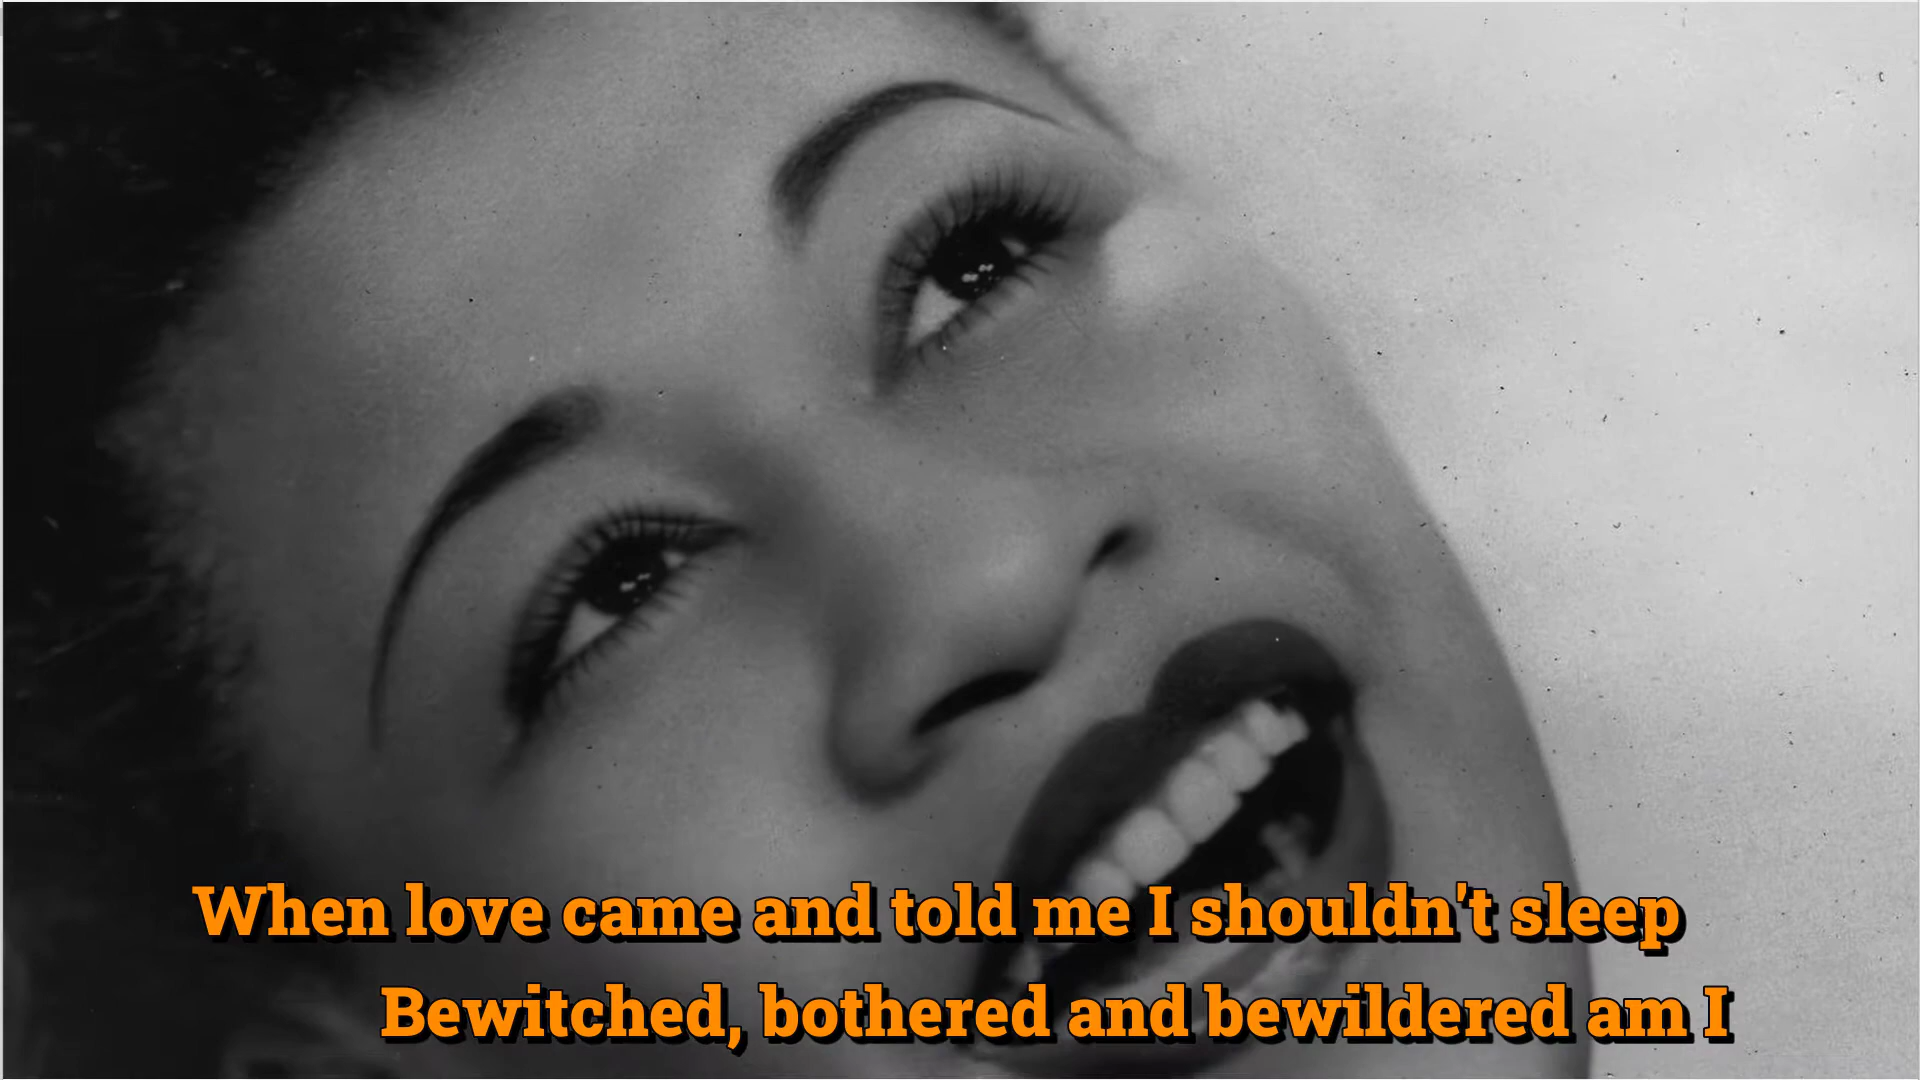 When love came and told me I shouldn't sleep
Bewitched, bothered and bewildered am I